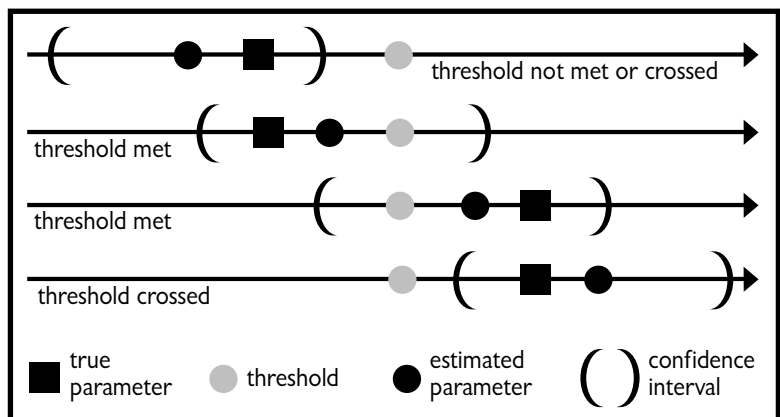 threshold not met or crossed
threshold met
threshold met
threshold crossed
true
parameter
threshold
estimated
parameter
confidence
interval